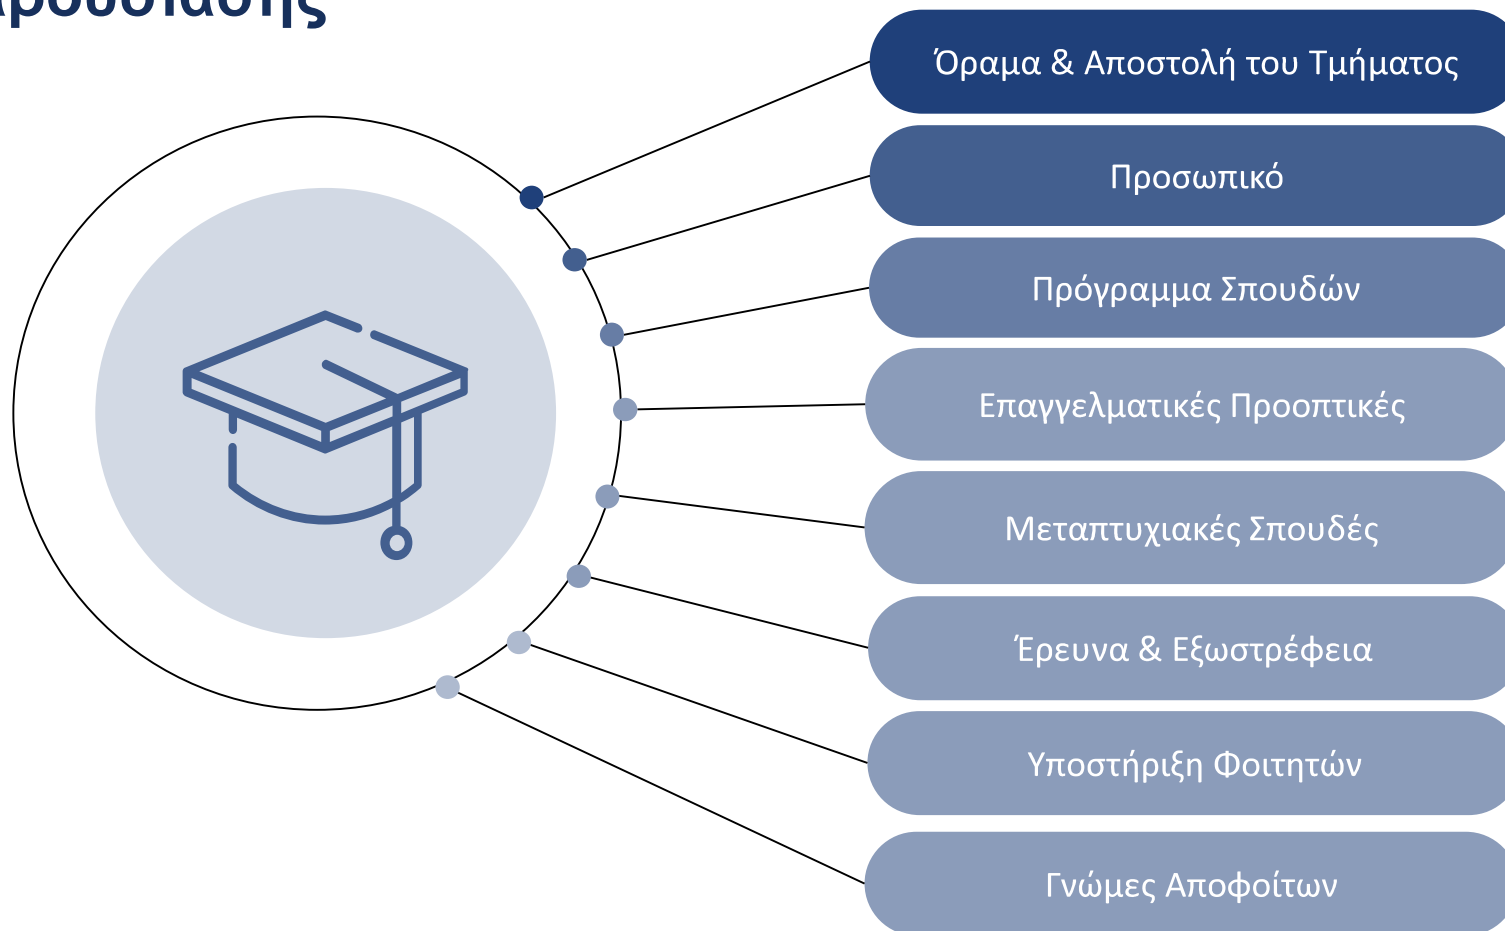 Όραμα & Αποστολή του Τμήματος
Προσωπικό
Πρόγραμμα Σπουδών
Επαγγελματικές Προοπτικές
Μεταπτυχιακές Σπουδές
Έρευνα & Εξωστρέφεια
Υποστήριξη Φοιτητών
Γνώμες Αποφοίτων